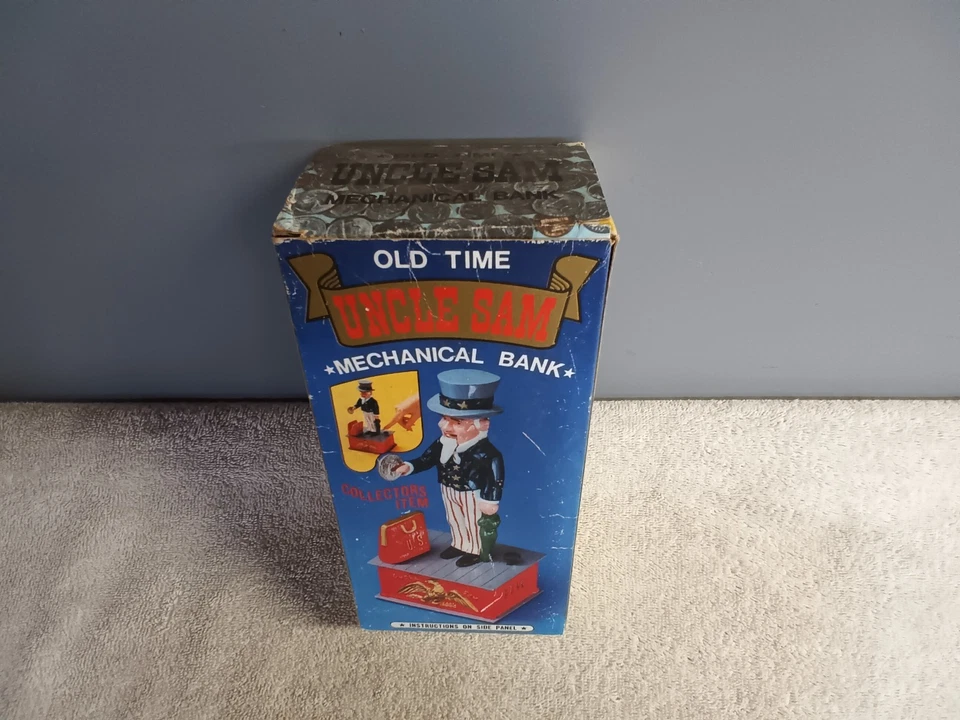 UNCLE SAM
MECHANICAL BANK
OLD TIME
UNCLE SAM
★MECHANICAL BANK★
COLLECTORS
ITEM
U.S.
★ INSTRUCTIONS ON SIDE PANEL ★